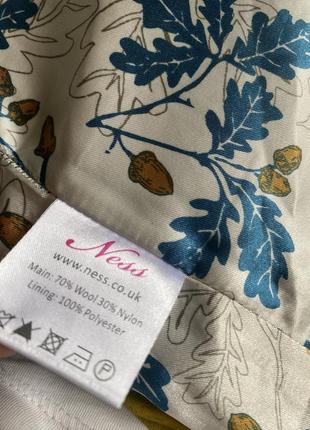 Ness
www.ness.co.uk
Main: 70% Wool 30% Nylon
Lining: 100% Polyester
P